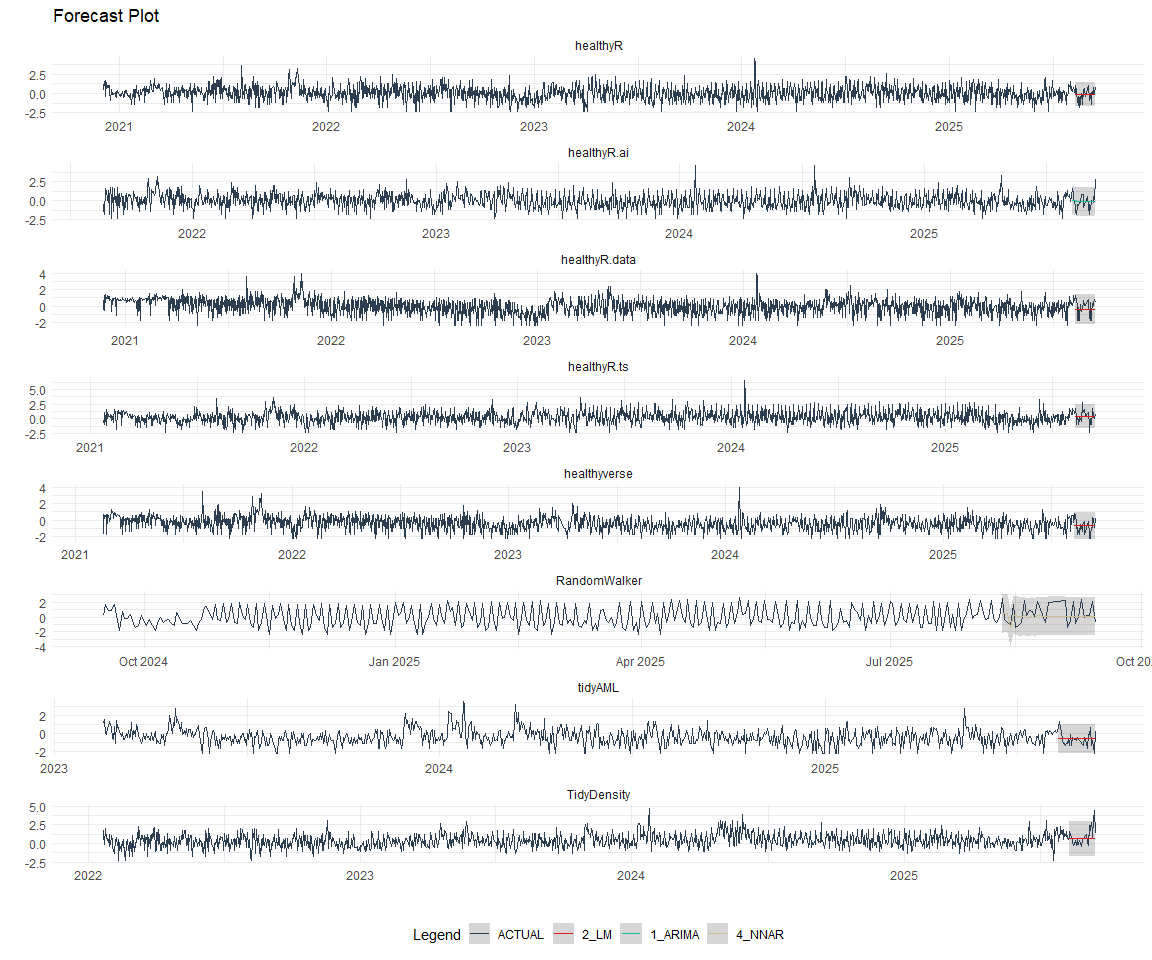 Forecast Plot
healthyR
2.5
0.0
-2.5
2021 2022 2023 2024 2025
healthyR.ai
2.5
0.0
-2.5
2022 2023 2024 2025
healthyR.data
4
2
0
-2
2021 2022 2023 2024 2025
healthyR.ts
5.0
2.5
0.0
-2.5
2021 2022 2023 2024 2025
healthyverse
4
2
0
-2
2021 2022 2023 2024 2025
RandomWalker
2
0
-2
-4
Oct 2024 Jan 2025 Apr 2025 Jul 2025 Oct 20
tidyAML
2
0
-2
2023 2024 2025
TidyDensity
5.0
2.5
0.0
-2.5
2022 2023 2024 2025
Legend ACTUAL 2_LM 1_ARIMA 4_NNAR